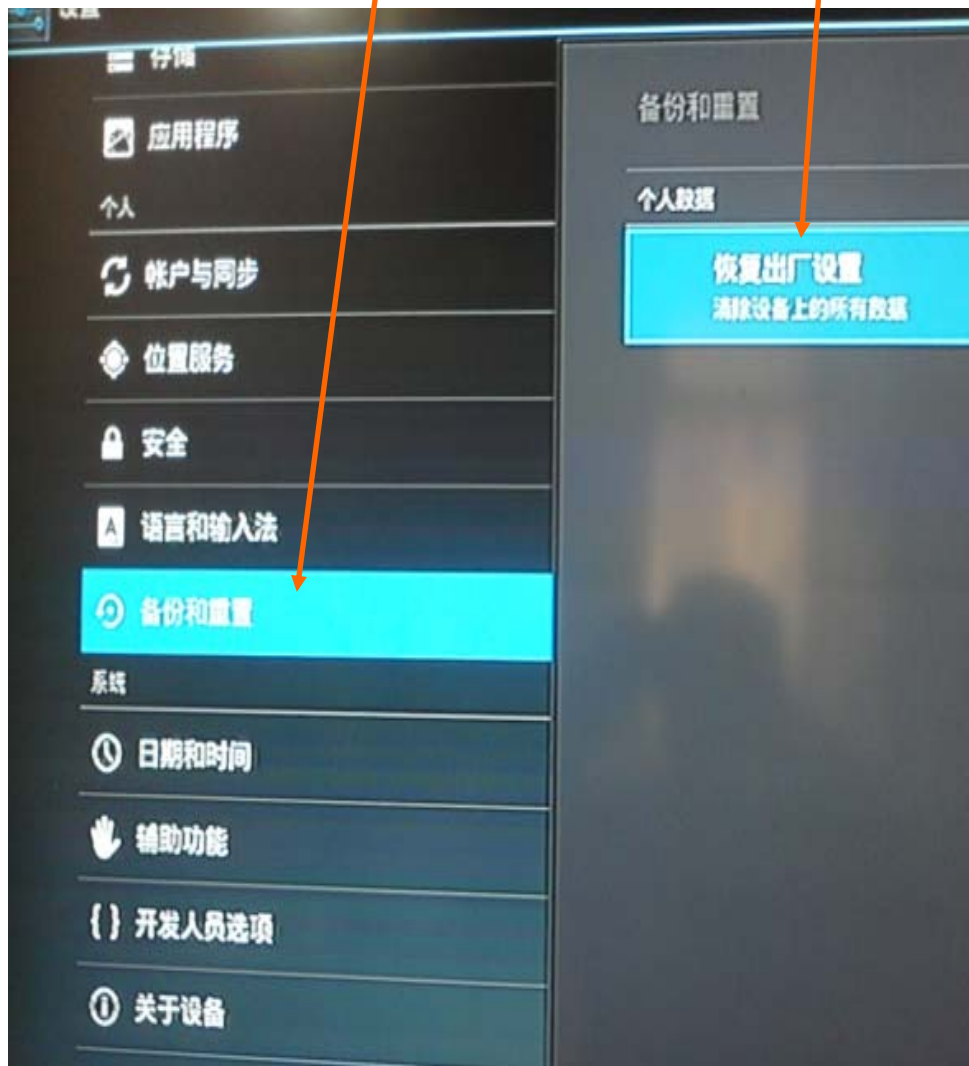 设置
存储
应用程序
个人
帐户与同步
位置服务
安全
语言和输入法
备份和重置
系统
日期和时间
辅助功能
{ } 开发人员选项
关于设备
备份和重置
个人数据
恢复出厂设置
清除设备上的所有数据